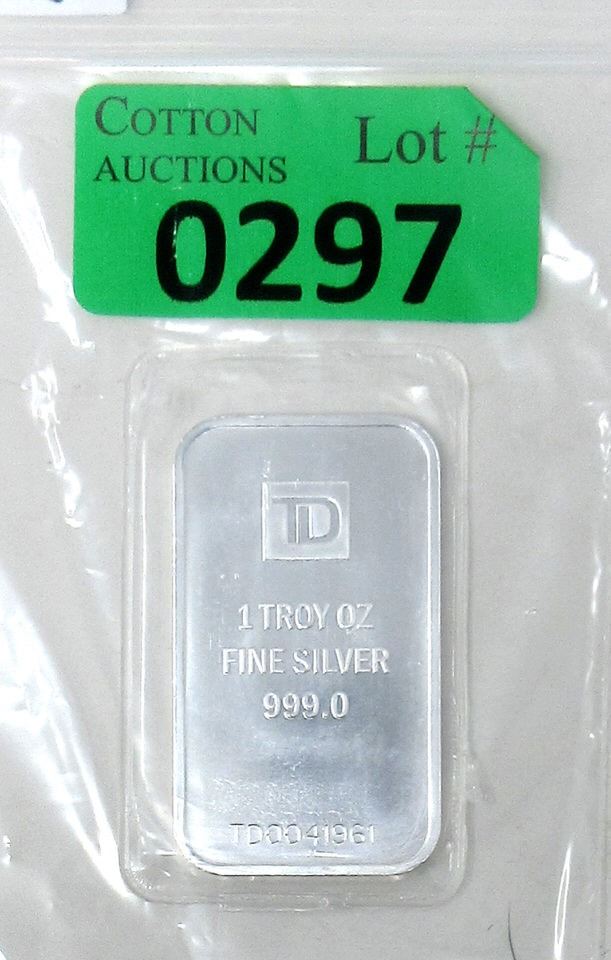 COTTON
AUCTIONS
Lot #
0297
TD
1 TROY OZ
FINE SILVER
999.0
TD0041961